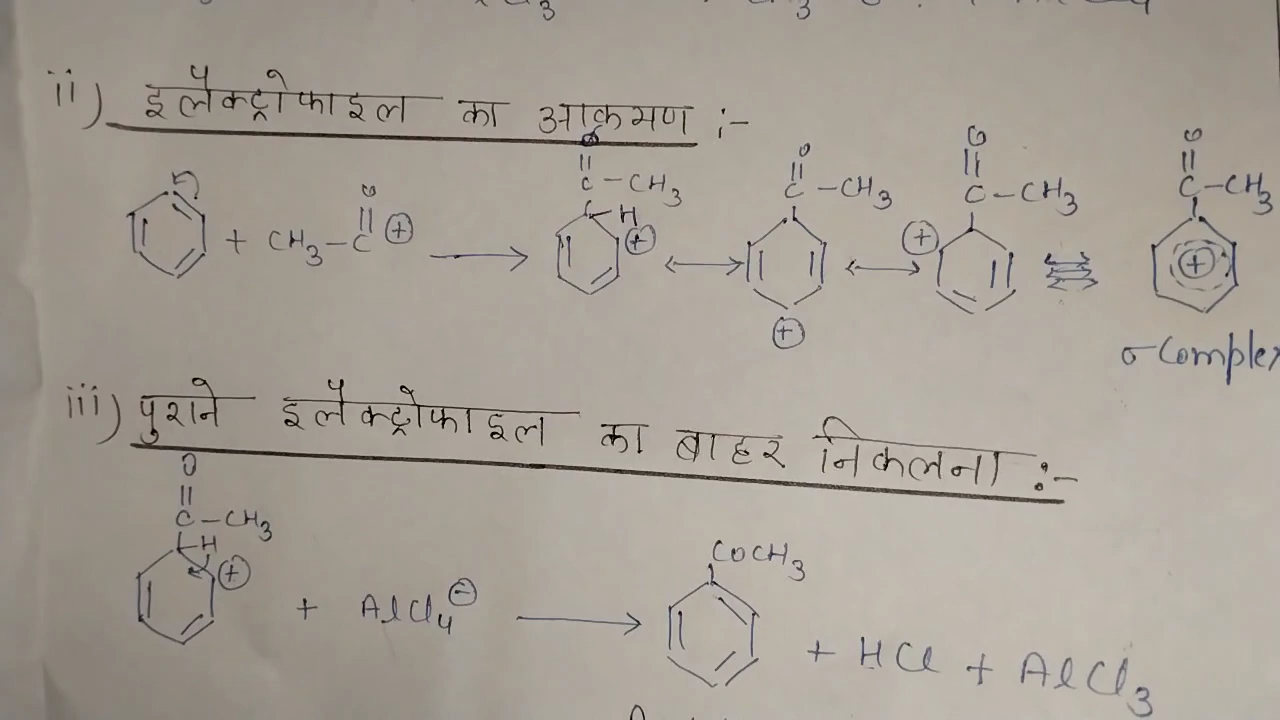 ii) इलैक्ट्रोफाइल का आक्रमण :-
O O O O
|| || || ||
C-CH3 C-CH3 C-CH3 C-CH3
+ CH3-C=O ⊕ ⟶ H ⊕ ⟷ ⊕ ⟷ ⊕ ⊕
σ-Complex
iii) पुराने इलैक्ट्रोफाइल का बाहर निकलना :-
O
||
C-CH3
H ⊕ + AlCl4⊖ ⟶ COCH3 + HCl + AlCl3